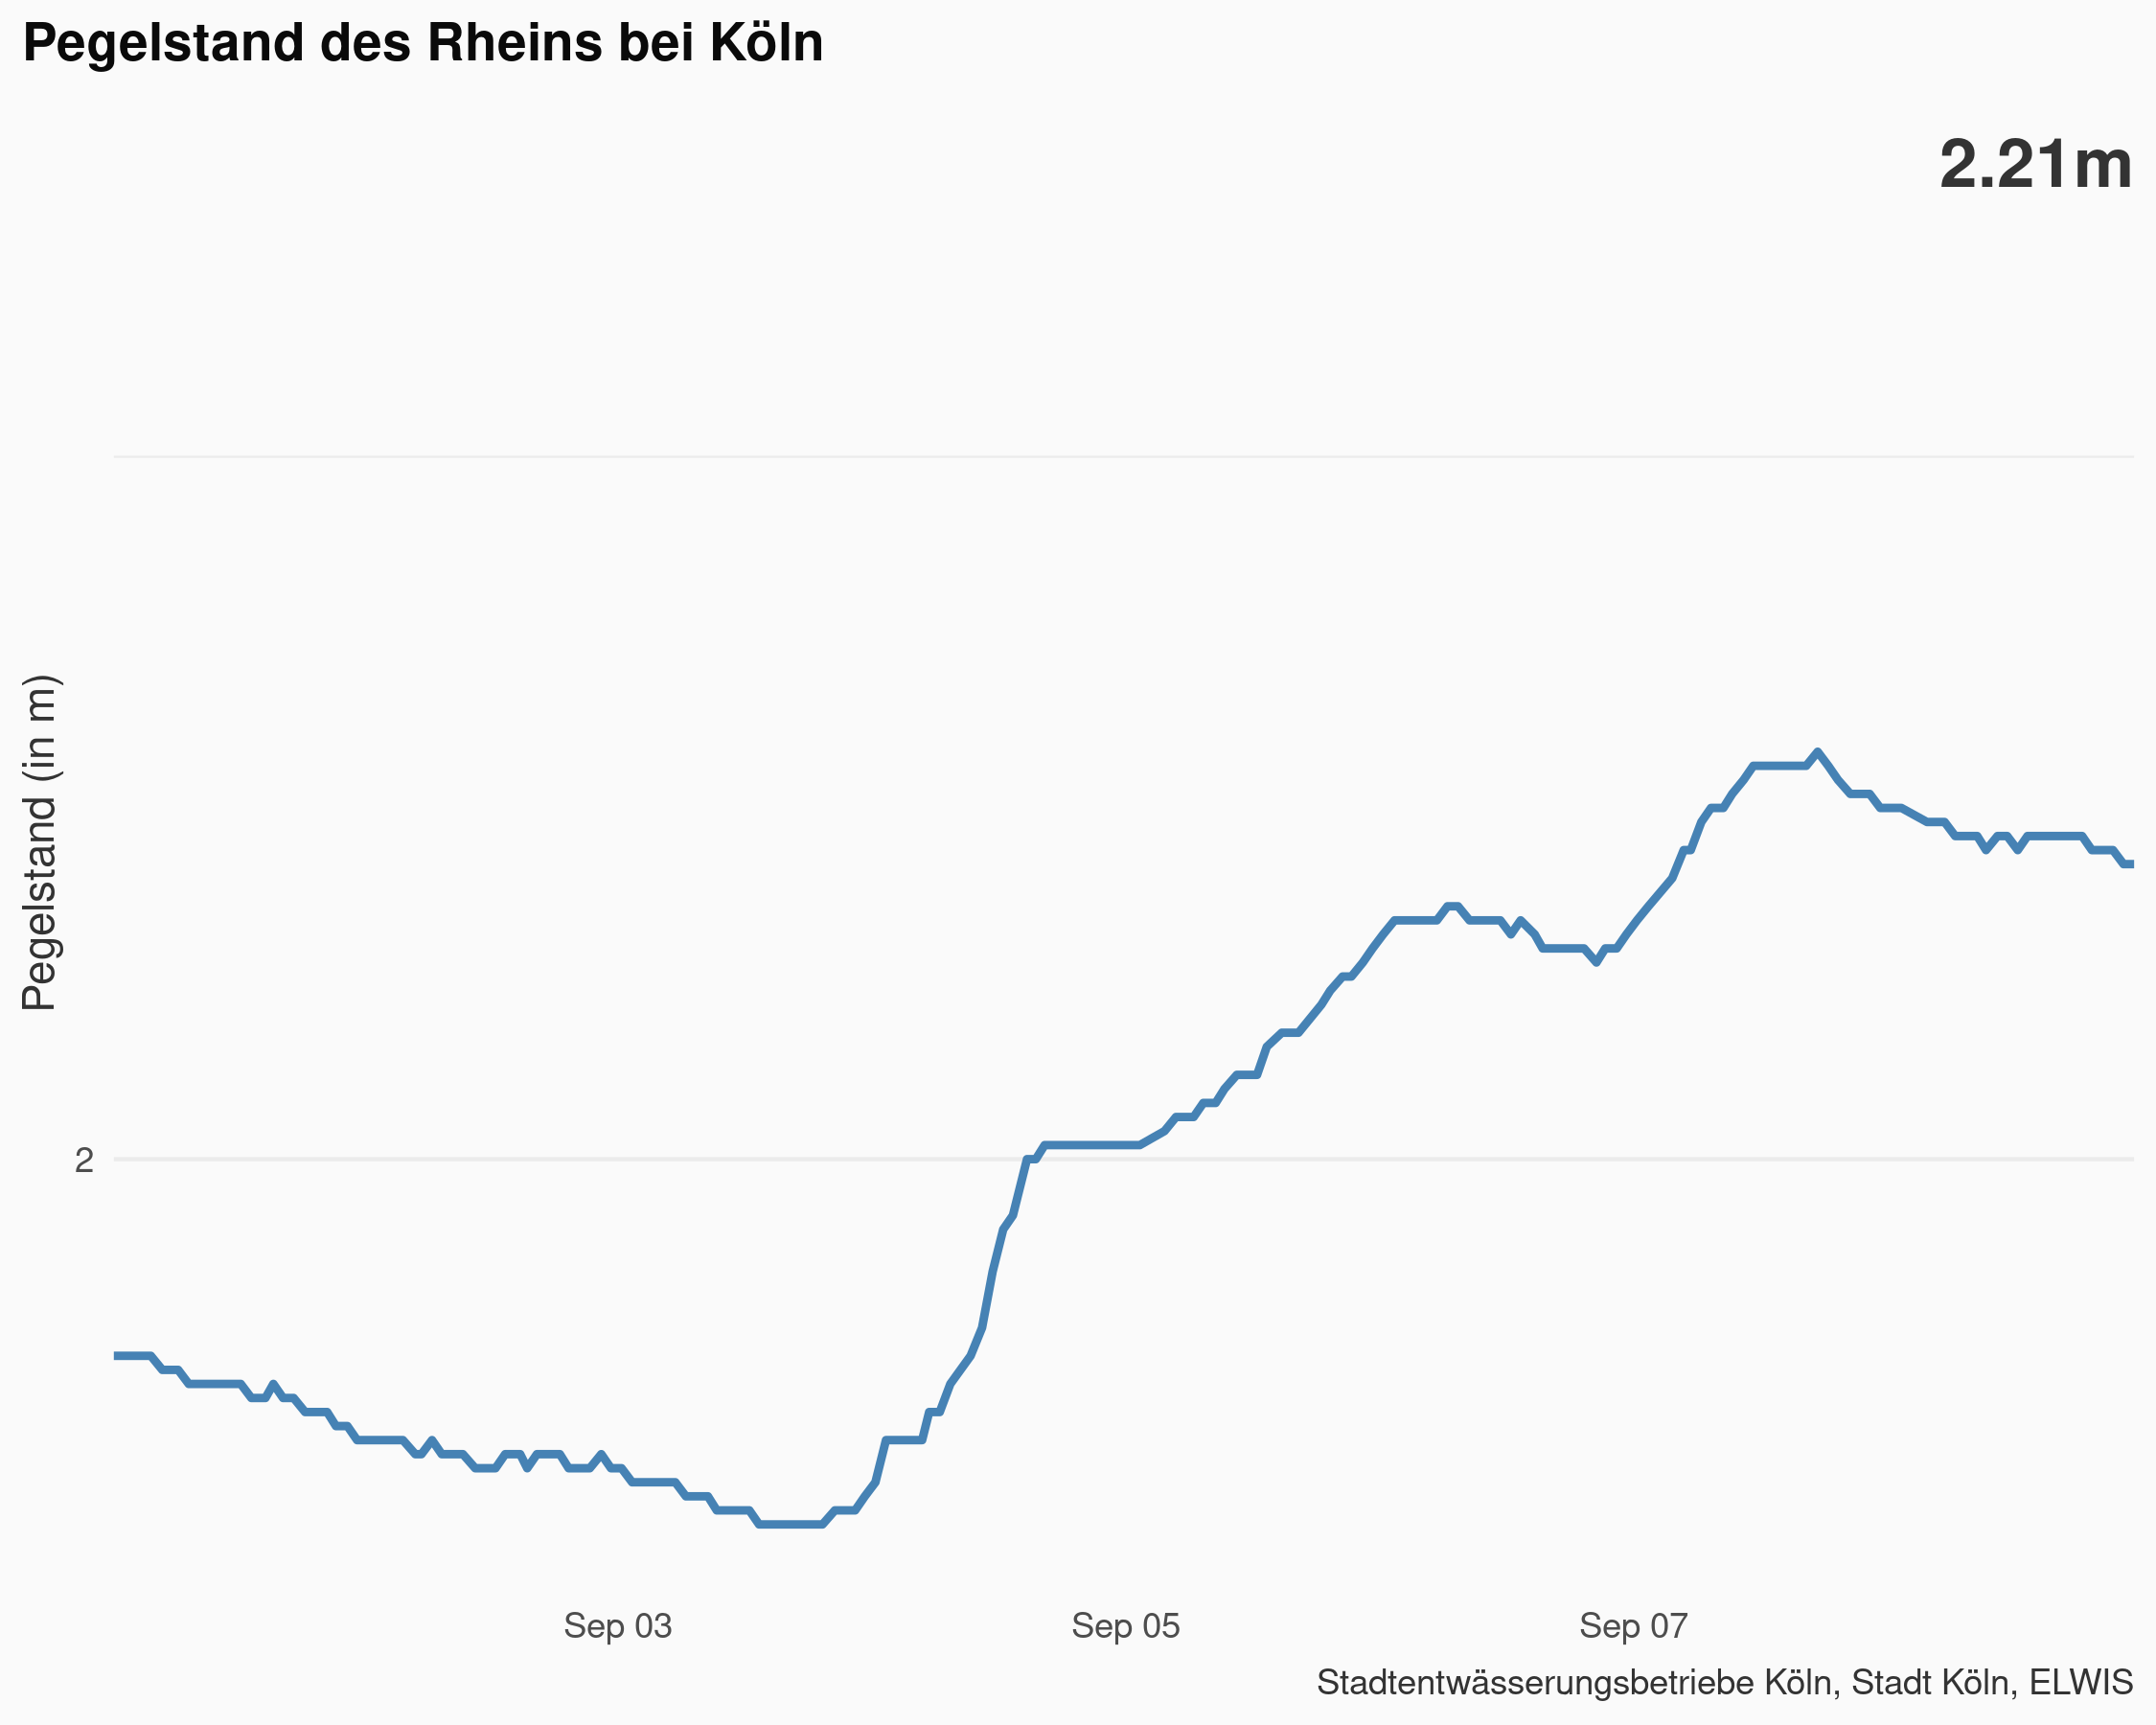 Pegelstand des Rheins bei Köln
2.21m
Pegelstand (in m)
2
Sep 03 Sep 05 Sep 07
Stadtentwässerungsbetriebe Köln, Stadt Köln, ELWIS